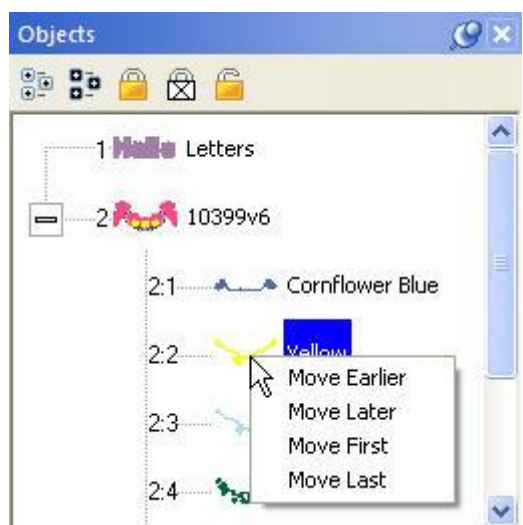 Objects
1 Hello Letters
2 10399v6
2:1 Cornflower Blue
2:2 Yellow
Move Earlier
Move Later
2:3
Move First
2:4
Move Last